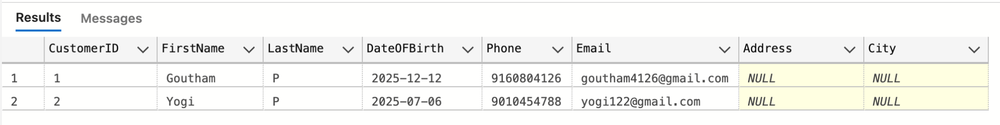 Results Messages
CustomerID FirstName LastName DateOFBirth Phone Email Address City
1 1 Goutham P 2025-12-12 9160804126 goutham4126@gmail.com NULL NULL
2 2 Yogi P 2025-07-06 9010454788 yogi122@gmail.com NULL NULL